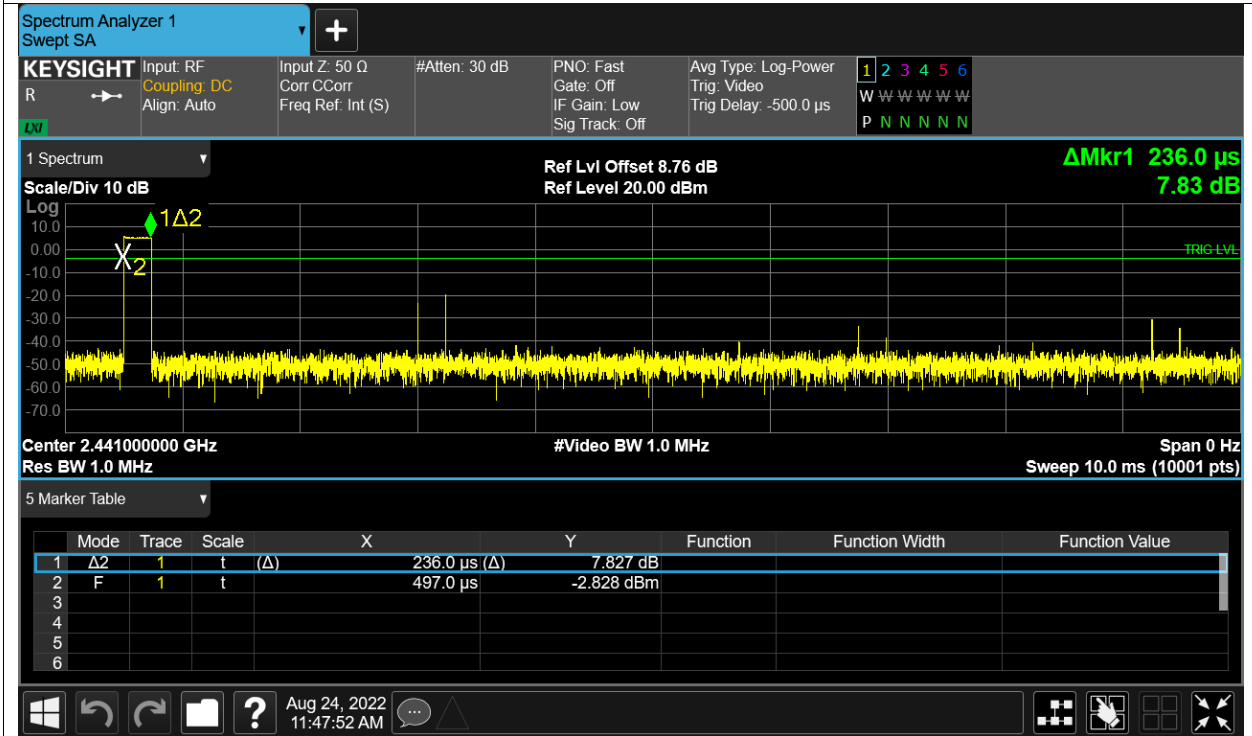 Spectrum Analyzer 1
Swept SA
+
KEYSIGHT Input: RF Input Z: 50 Ω #Atten: 30 dB PNO: Fast Avg Type: Log-Power 1 2 3 4 5 6
R Coupling: DC Corr CCorr Gate: Off Trig: Video W W W W W W
Align: Auto Freq Ref: Int (S) IF Gain: Low Trig Delay: -500.0 µs
LXI Sig Track: Off P N N N N N
1 Spectrum Ref Lvl Offset 8.76 dB ΔMkr1 236.0 µs
Scale/Div 10 dB Ref Level 20.00 dBm 7.83 dB
Log
1Δ2
10.0
0.00 TRIG LVL
X2
-10.0
-20.0
-30.0
-40.0
-50.0
-60.0
-70.0
Center 2.441000000 GHz #Video BW 1.0 MHz Span 0 Hz
Res BW 1.0 MHz Sweep 10.0 ms (10001 pts)
5 Marker Table
Mode Trace Scale X Y Function Function Width Function Value
1 Δ2 1 t (Δ) 236.0 µs (Δ) 7.827 dB
2 F 1 t 497.0 µs -2.828 dBm
3
4
5
6
? Aug 24, 2022
11:47:52 AM